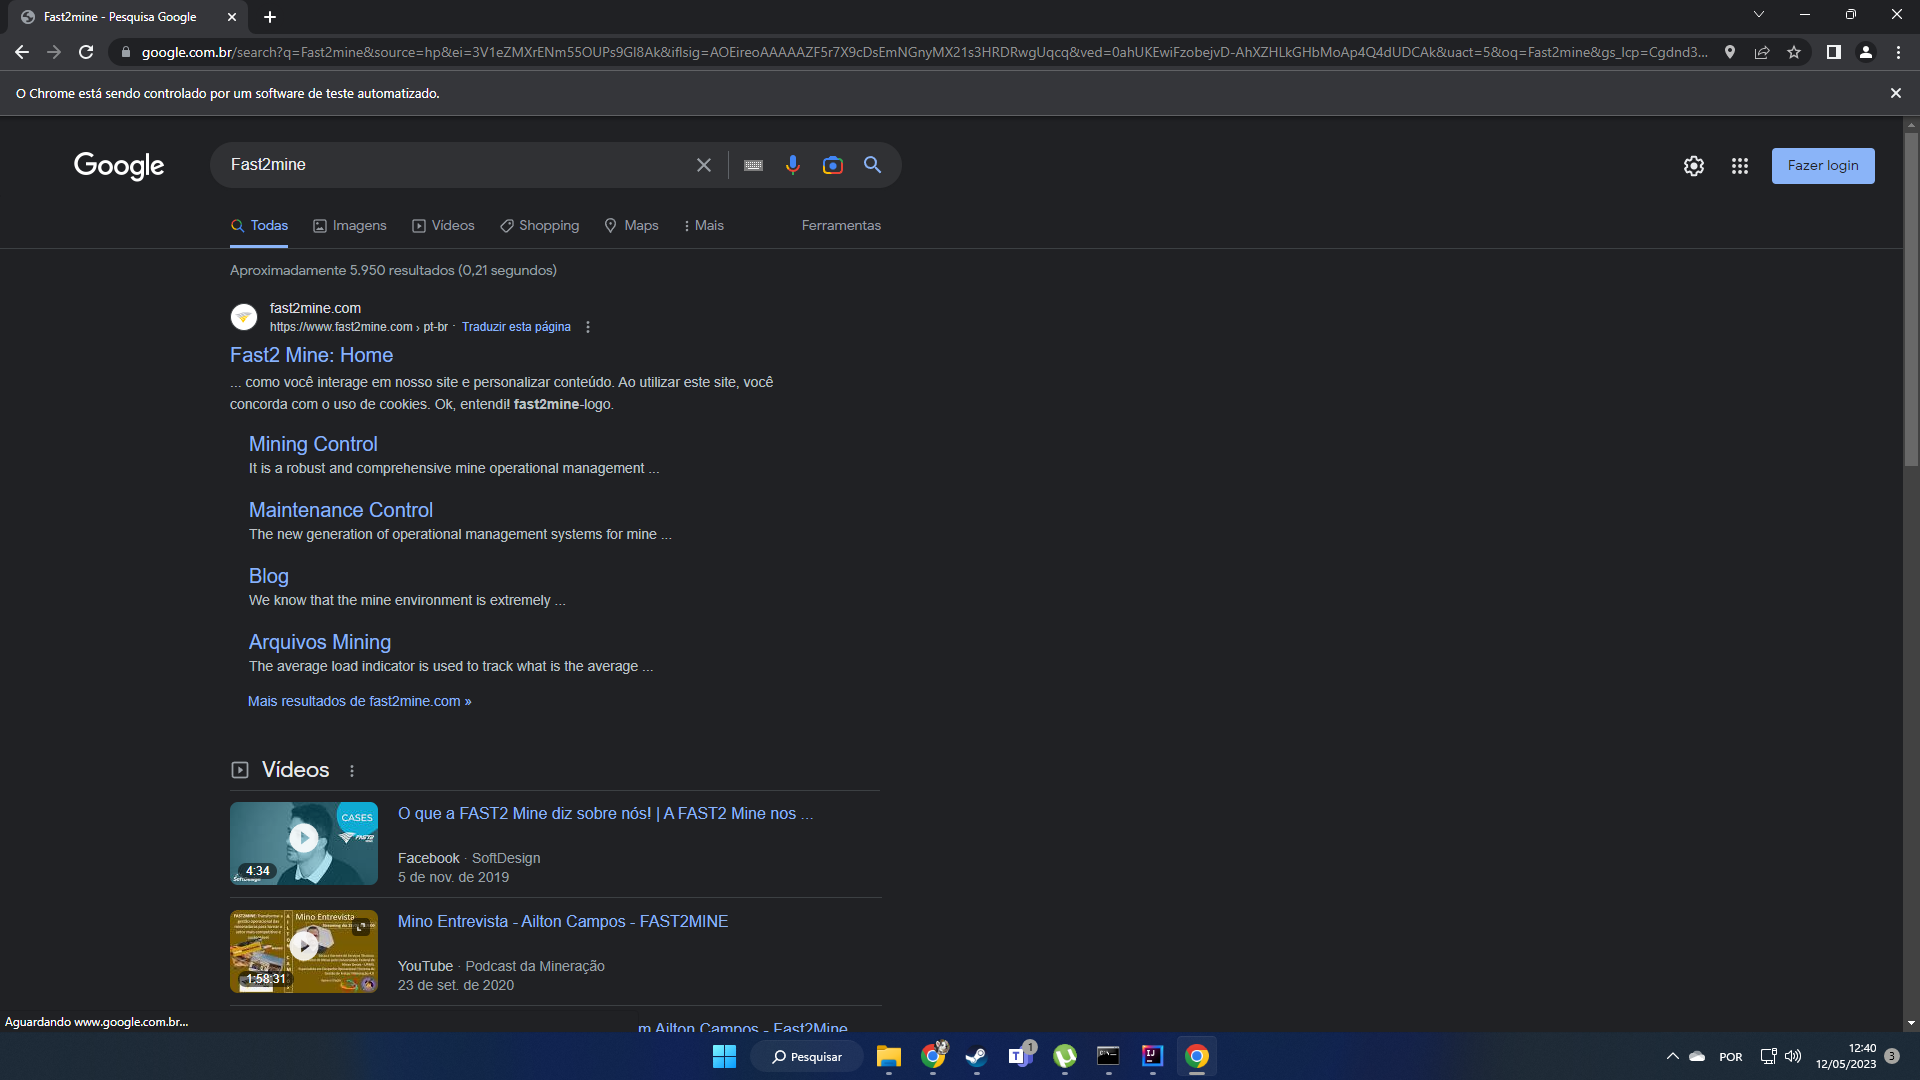 Fast2mine - Pesquisa Google
google.com.br/search?q=Fast2mine&source=hp&ei=3V1eZMXrENm55OUPs9GI8Ak&iflsig=AOEireoAAAAAZF5r7X9cDsEmNGnyMX21s3HRDRwgUqcq&ved=0ahUKEwiFzobejvD-AhXZHLkGHbMoAp4Q4dUDCAk&uact=5&oq=Fast2mine&gs_lcp=Cgdnd3...
O Chrome está sendo controlado por um software de teste automatizado.
Google
Fast2mine
Fazer login
Todas
Imagens
Vídeos
Shopping
Maps
Mais
Ferramentas
Aproximadamente 5.950 resultados (0,21 segundos)
fast2mine.com
https://www.fast2mine.com › pt-br · Traduzir esta página
Fast2 Mine: Home
... como você interage em nosso site e personalizar conteúdo. Ao utilizar este site, você
concorda com o uso de cookies. Ok, entendi! fast2mine-logo.
Mining Control
It is a robust and comprehensive mine operational management ...
Maintenance Control
The new generation of operational management systems for mine ...
Blog
We know that the mine environment is extremely ...
Arquivos Mining
The average load indicator is used to track what is the average ...
Mais resultados de fast2mine.com »
Vídeos
CASES
FAST2
4:34
SoftDesign
O que a FAST2 Mine diz sobre nós! | A FAST2 Mine nos ...
Facebook · SoftDesign
5 de nov. de 2019
Mino Entrevista
1:58:31
Mino Entrevista - Ailton Campos - FAST2MINE
YouTube · Podcast da Mineração
23 de set. de 2020
m Ailton Campos - Fast2Mine
Aguardando www.google.com.br...
Pesquisar
1
POR
12:40
12/05/2023
3